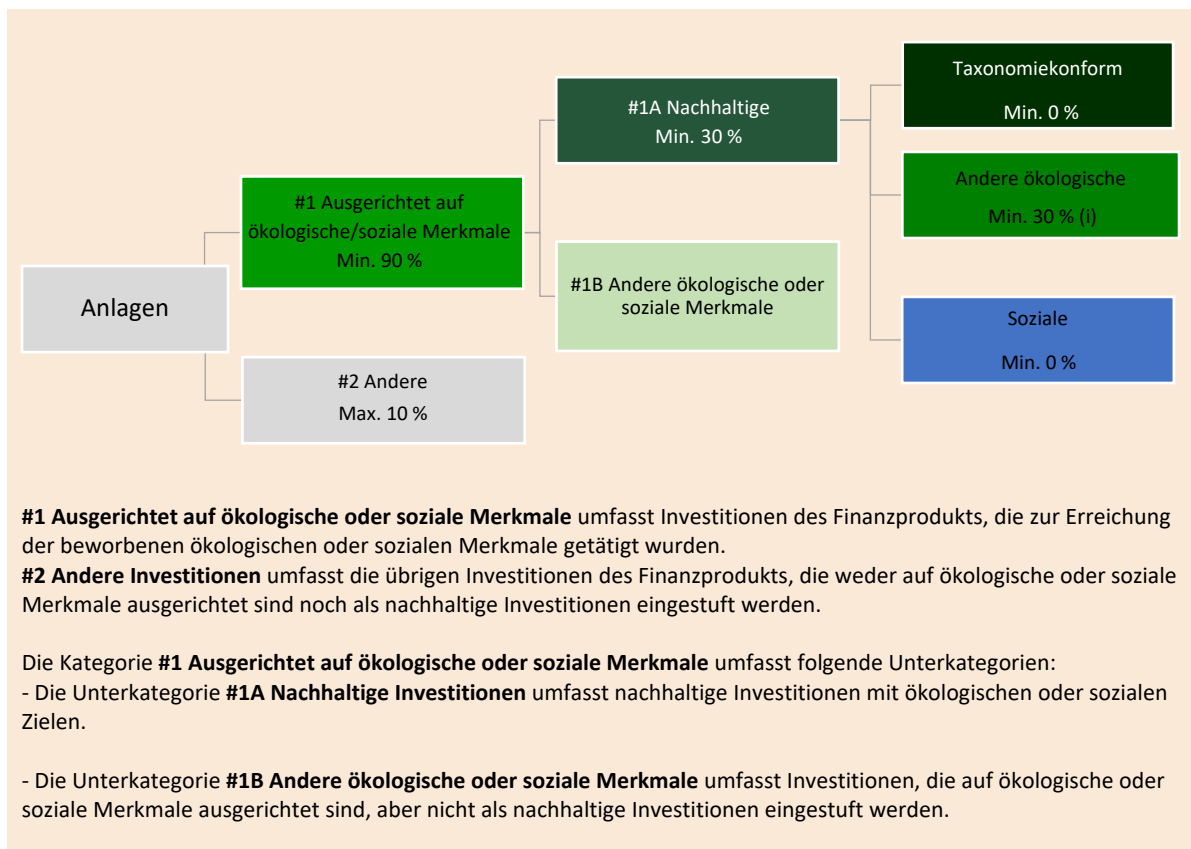 Taxonomiekonform
Min. 0 %
#1A Nachhaltige
Min. 30 %
Andere ökologische
Min. 30 % (i)
#1 Ausgerichtet auf
ökologische/soziale Merkmale
Min. 90 %
#1B Andere ökologische oder
soziale Merkmale
Anlagen
Soziale
Min. 0 %
#2 Andere
Max. 10 %
#1 Ausgerichtet auf ökologische oder soziale Merkmale umfasst Investitionen des Finanzprodukts, die zur Erreichung
der beworbenen ökologischen oder sozialen Merkmale getätigt wurden.
#2 Andere Investitionen umfasst die übrigen Investitionen des Finanzprodukts, die weder auf ökologische oder soziale
Merkmale ausgerichtet sind noch als nachhaltige Investitionen eingestuft werden.
Die Kategorie #1 Ausgerichtet auf ökologische oder soziale Merkmale umfasst folgende Unterkategorien:
- Die Unterkategorie #1A Nachhaltige Investitionen umfasst nachhaltige Investitionen mit ökologischen oder sozialen
Zielen.
- Die Unterkategorie #1B Andere ökologische oder soziale Merkmale umfasst Investitionen, die auf ökologische oder
soziale Merkmale ausgerichtet sind, aber nicht als nachhaltige Investitionen eingestuft werden.